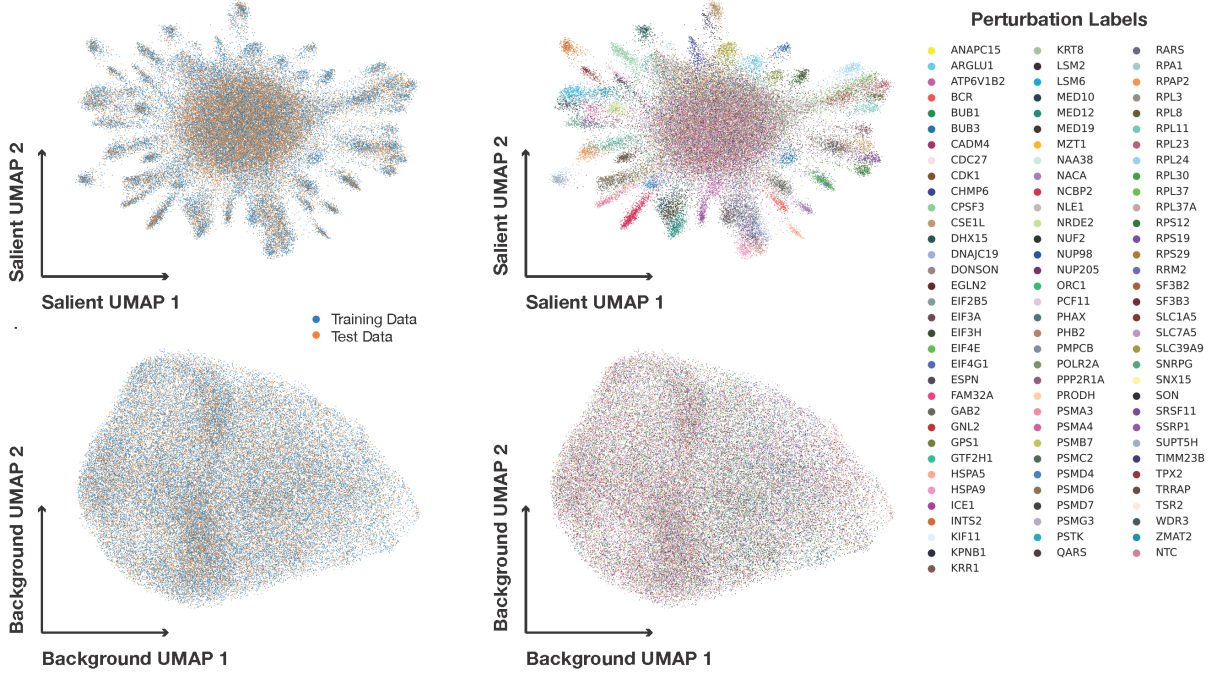 Perturbation Labels
Salient UMAP 2
Salient UMAP 1
Salient UMAP 2
Salient UMAP 1
Training Data
Test Data
Background UMAP 2
Background UMAP 1
Background UMAP 2
Background UMAP 1
ANAPC15
ARGLU1
ATP6V1B2
BCR
BUB1
BUB3
CADM4
CDC27
CDK1
CHMP6
CPSF3
CSE1L
DHX15
DNAJC19
DONSON
EGLN2
EIF2B5
EIF3A
EIF3H
EIF4E
EIF4G1
ESPN
FAM32A
GAB2
GNL2
GPS1
GTF2H1
HSPA5
HSPA9
ICE1
INTS2
KIF11
KPNB1
KRR1
KRT8
LSM2
LSM6
MED10
MED12
MED19
MZT1
NAA38
NACA
NCBP2
NLE1
NRDE2
NUF2
NUP98
NUP205
ORC1
PCF11
PHAX
PHB2
PMPCB
POLR2A
PPP2R1A
PRODH
PSMA3
PSMA4
PSMB7
PSMC2
PSMD4
PSMD6
PSMD7
PSMG3
PSTK
QARS
RARS
RPA1
RPAP2
RPL3
RPL8
RPL11
RPL23
RPL24
RPL30
RPL37
RPL37A
RPS12
RPS19
RPS29
RRM2
SF3B2
SF3B3
SLC1A5
SLC7A5
SLC39A9
SNRPG
SNX15
SON
SRSF11
SSRP1
SUPT5H
TIMM23B
TPX2
TRRAP
TSR2
WDR3
ZMAT2
NTC